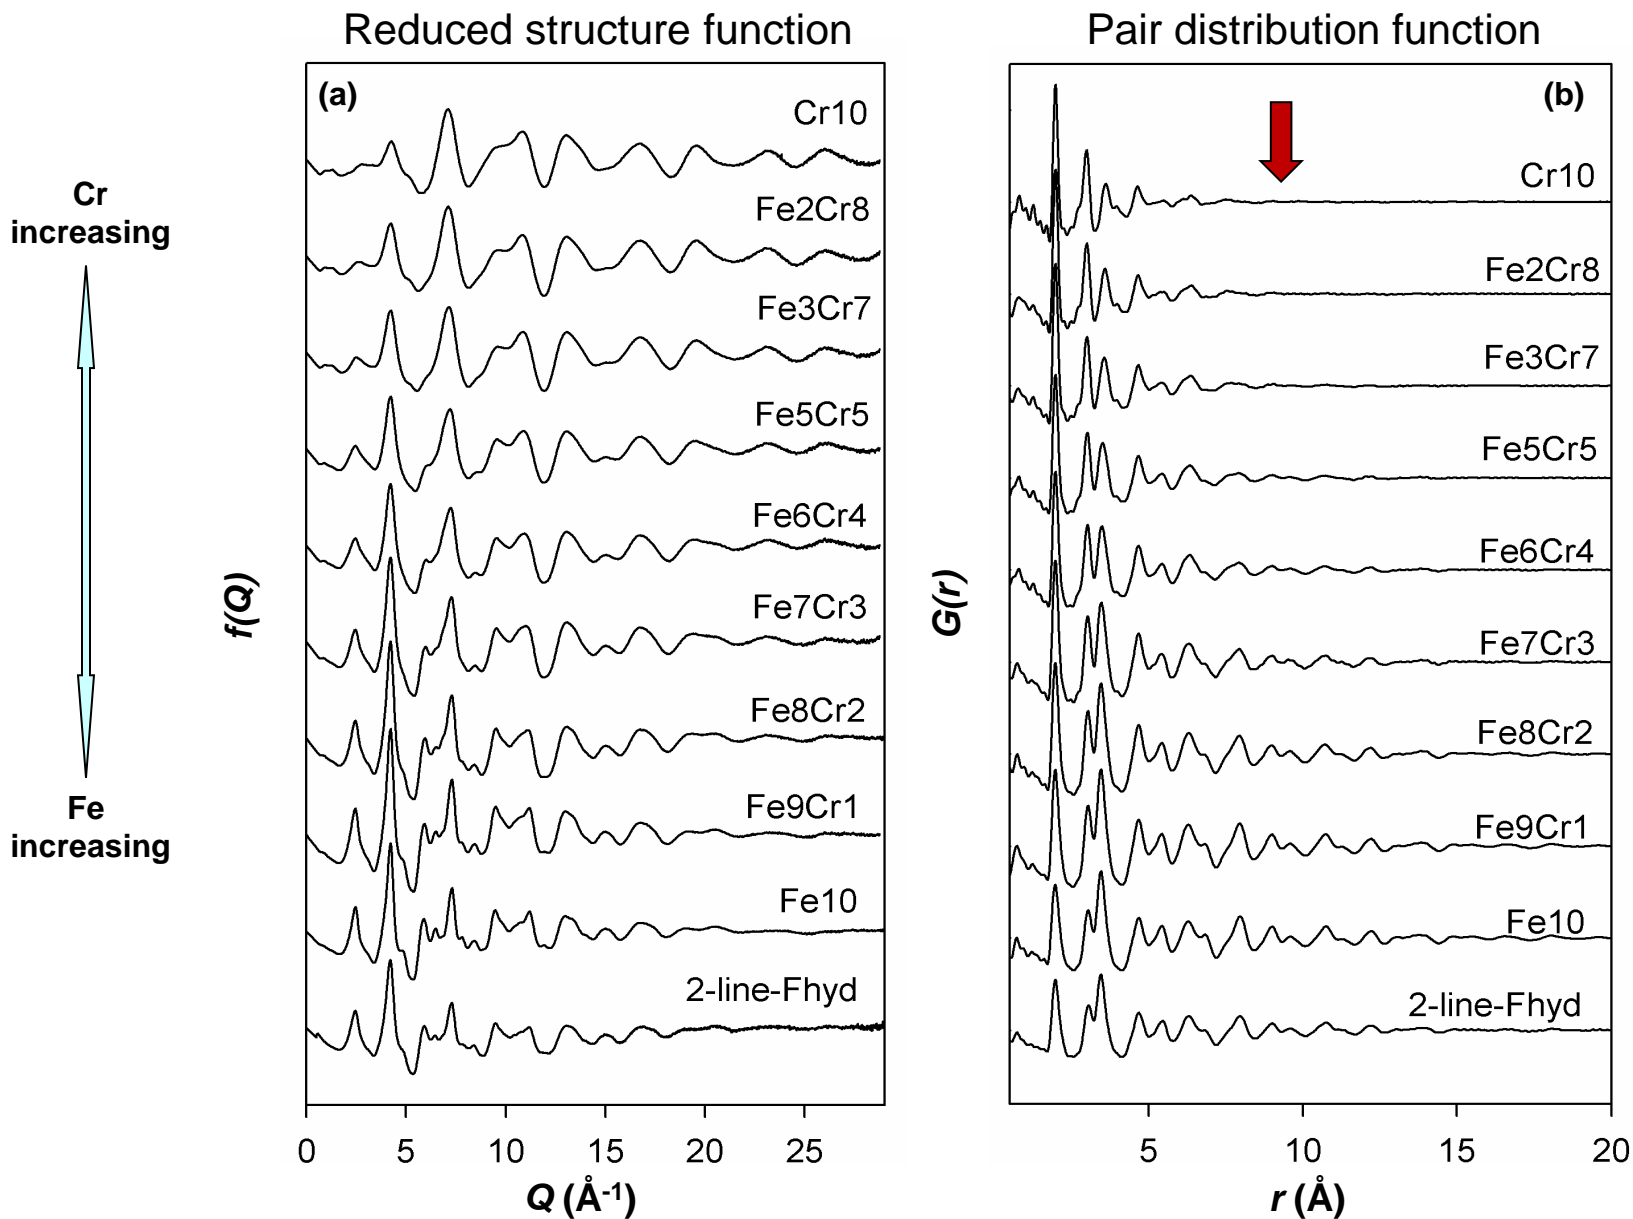 Reduced structure function
Pair distribution function
Cr
increasing
Fe
increasing
(a)
Cr10
Fe2Cr8
Fe3Cr7
Fe5Cr5
Fe6Cr4
Fe7Cr3
Fe8Cr2
Fe9Cr1
Fe10
2-line-Fhyd
f(Q)
0 5 10 15 20 25
Q (Å-1)
(b)
Cr10
Fe2Cr8
Fe3Cr7
Fe5Cr5
Fe6Cr4
Fe7Cr3
Fe8Cr2
Fe9Cr1
Fe10
2-line-Fhyd
G(r)
5 10 15 20
r (Å)